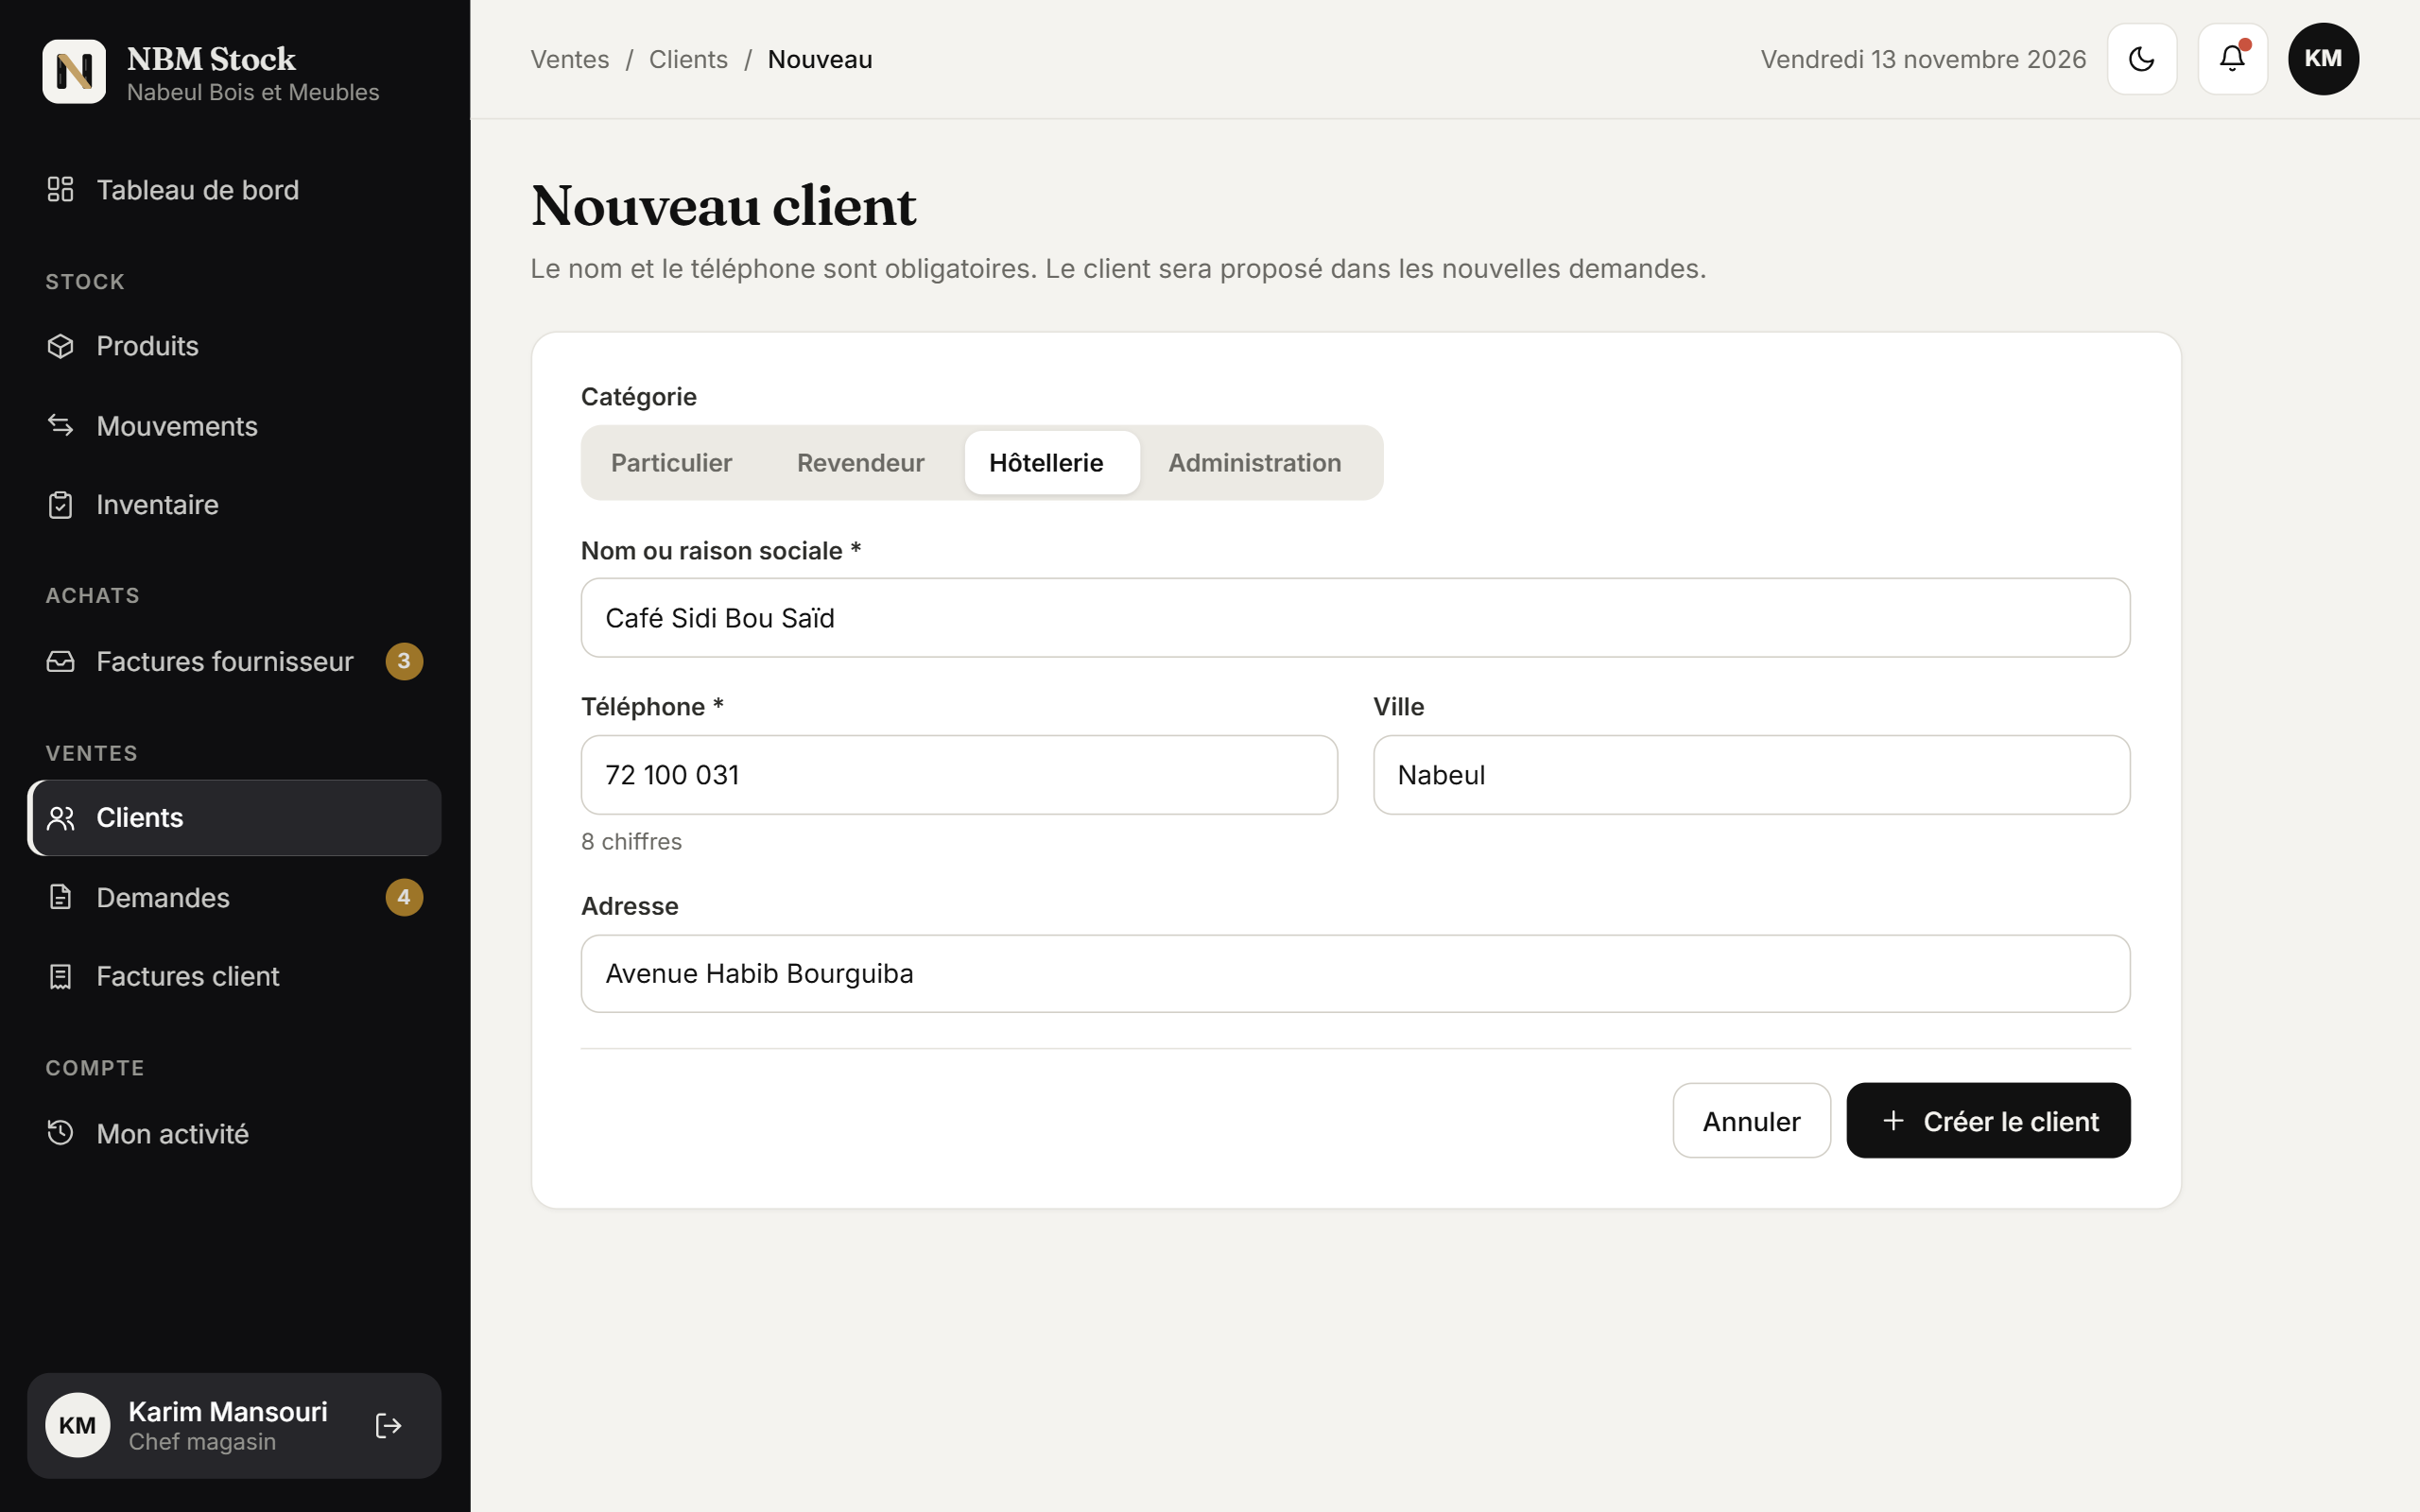 NBM Stock
Nabeul Bois et Meubles
Tableau de bord
STOCK
Produits
Mouvements
Inventaire
ACHATS
Factures fournisseur 3
VENTES
Clients
Demandes 4
Factures client
COMPTE
Mon activité
KM
Karim Mansouri
Chef magasin
Ventes / Clients / Nouveau
Vendredi 13 novembre 2026
KM
Nouveau client
Le nom et le téléphone sont obligatoires. Le client sera proposé dans les nouvelles demandes.
Catégorie
Particulier Revendeur Hôtellerie Administration
Nom ou raison sociale *
Café Sidi Bou Saïd
Téléphone *
72 100 031
8 chiffres
Ville
Nabeul
Adresse
Avenue Habib Bourguiba
Annuler
+ Créer le client